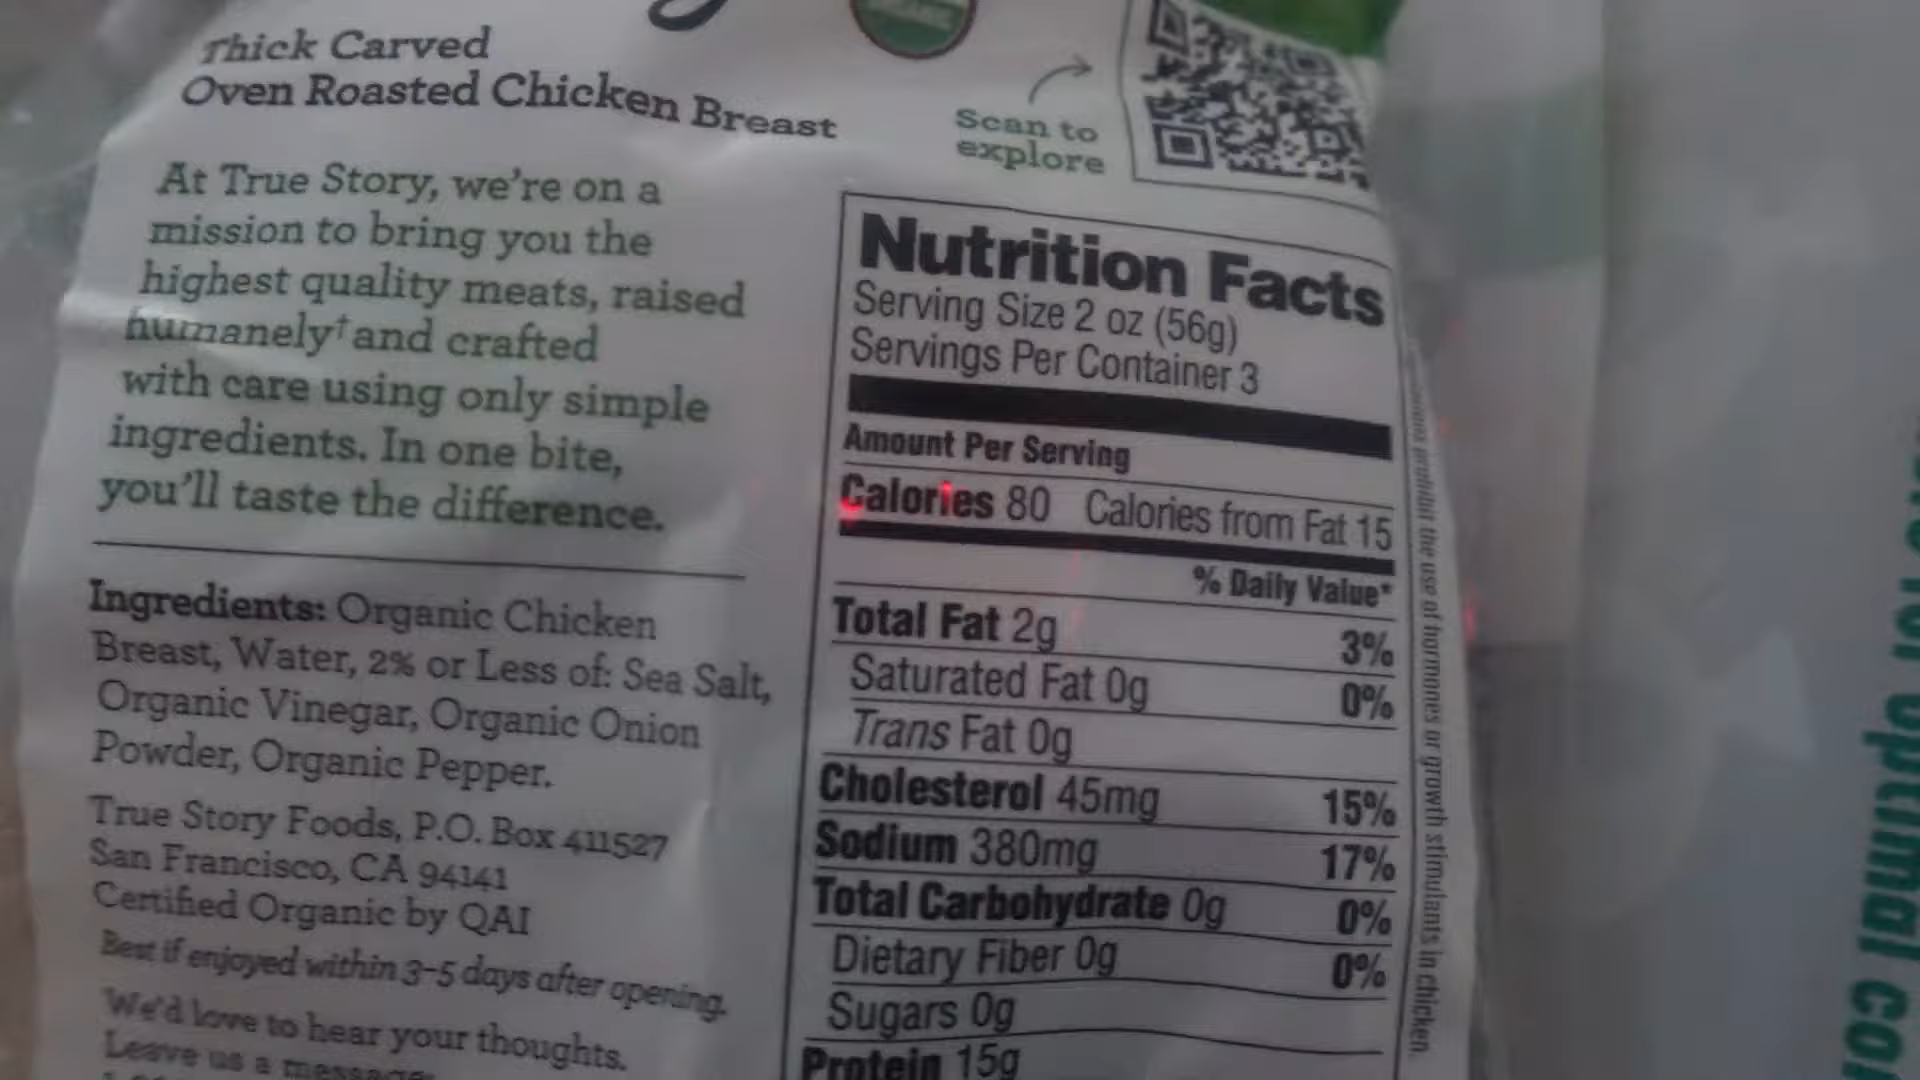 Thick Carved
Oven Roasted Chicken Breast
At True Story, we're on a
mission to bring you the
highest quality meats, raised
humanely† and crafted
with care using only simple
ingredients. In one bite,
you'll taste the difference.
Ingredients: Organic Chicken
Breast, Water, 2% or Less of: Sea Salt,
Organic Vinegar, Organic Onion
Powder, Organic Pepper.
True Story Foods, P.O. Box 411527
San Francisco, CA 94141
Certified Organic by QAI
Best if enjoyed within 3-5 days after opening.
We'd love to hear your thoughts.
Leave us a message
Scan to
explore
Nutrition Facts
Serving Size 2 oz (56g)
Servings Per Container 3
Amount Per Serving
Calories 80 Calories from Fat 15
% Daily Value*
Total Fat 2g 3%
Saturated Fat 0g 0%
Trans Fat 0g
Cholesterol 45mg 15%
Sodium 380mg 17%
Total Carbohydrate 0g 0%
Dietary Fiber 0g 0%
Sugars 0g
Protein 15g
prohibit the use of hormones or growth stimulants in chicken.
for optimal